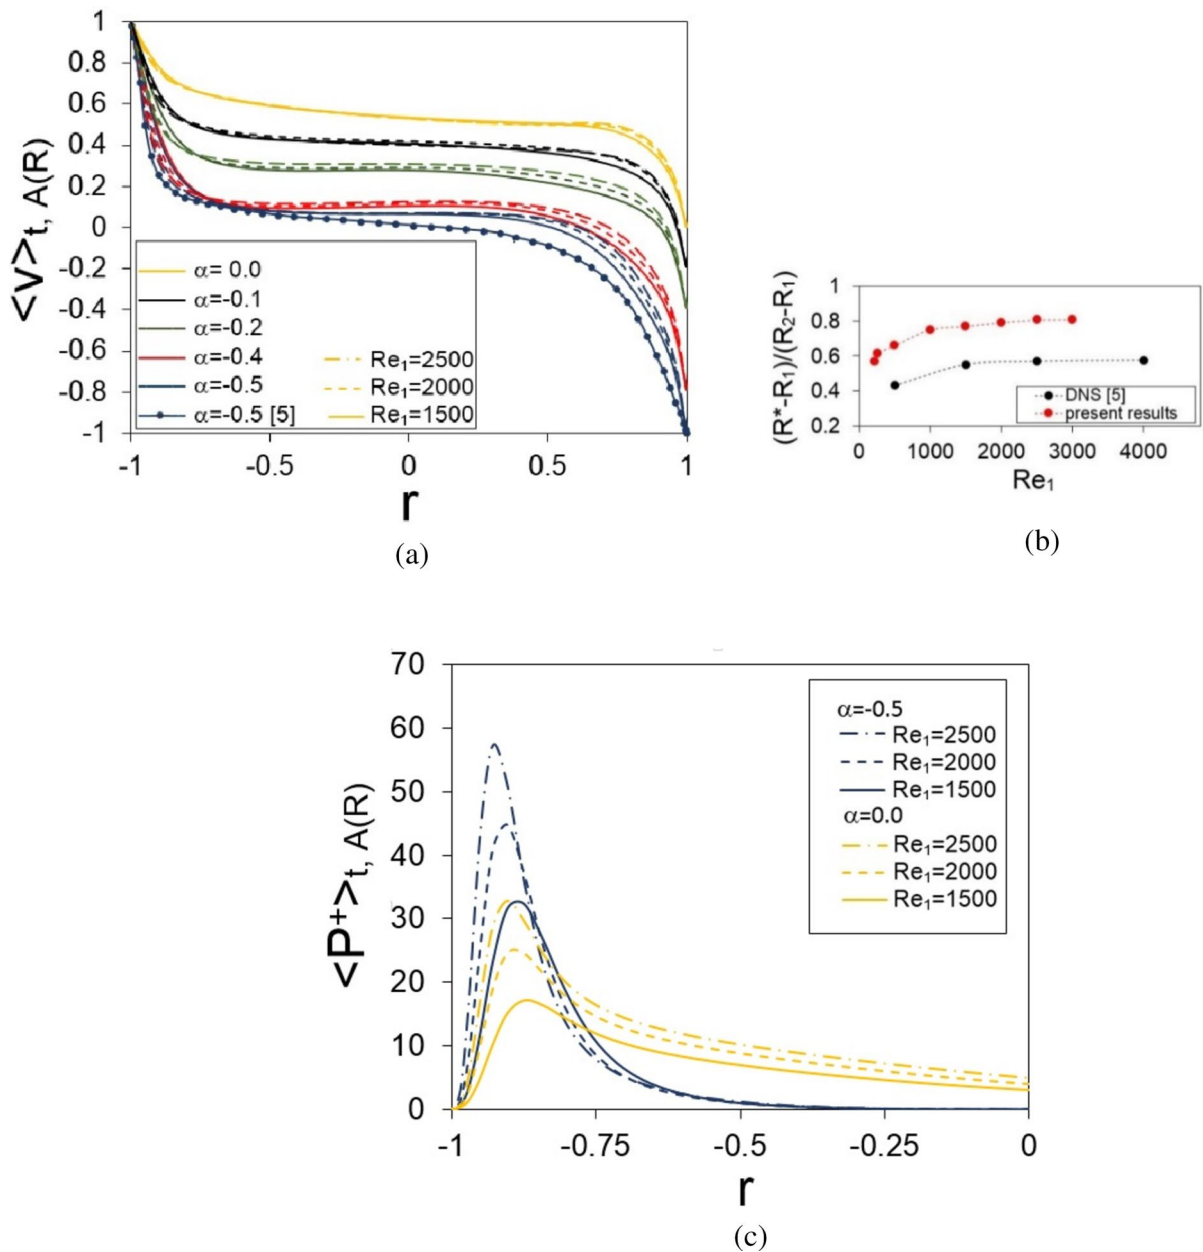 1
0.8
0.6
0.4
0.2
0
-0.2
-0.4
-0.6
-0.8
-1
<v>t, A(R)
α= 0.0
α=-0.1
α=-0.2
α=-0.4
α=-0.5
α=-0.5 [5]
Re₁=2500
Re₁=2000
Re₁=1500
-1 -0.5 0 0.5 1
r
(a)
(R*-R₁)/(R₂-R₁)
1
0.8
0.6
0.4
0.2
DNS [5]
present results
0 1000 2000 3000 4000
Re₁
(b)
<P⁺>t, A(R)
70
60
50
40
30
20
10
0
α=-0.5
Re₁=2500
Re₁=2000
Re₁=1500
α=0.0
Re₁=2500
Re₁=2000
Re₁=1500
-1 -0.75 -0.5 -0.25 0
r
(c)